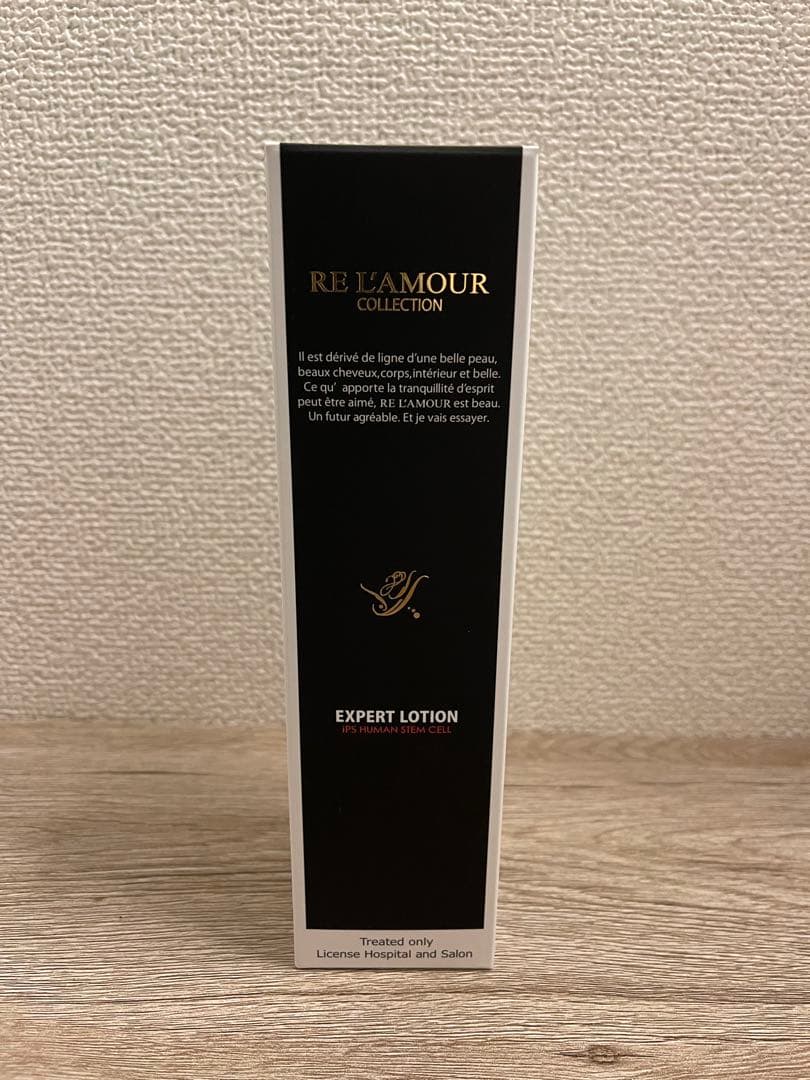 RE L'AMOUR
COLLECTION
Il est dérivé de ligne d'une belle peau,
beaux cheveux,corps,intérieur et belle.
Ce qu' apporte la tranquillité d'esprit
peut être aimé, RE L'AMOUR est beau.
Un futur agréable. Et je vais essayer.
EXPERT LOTION
iPS HUMAN STEM CELL
Treated only
License Hospital and Salon